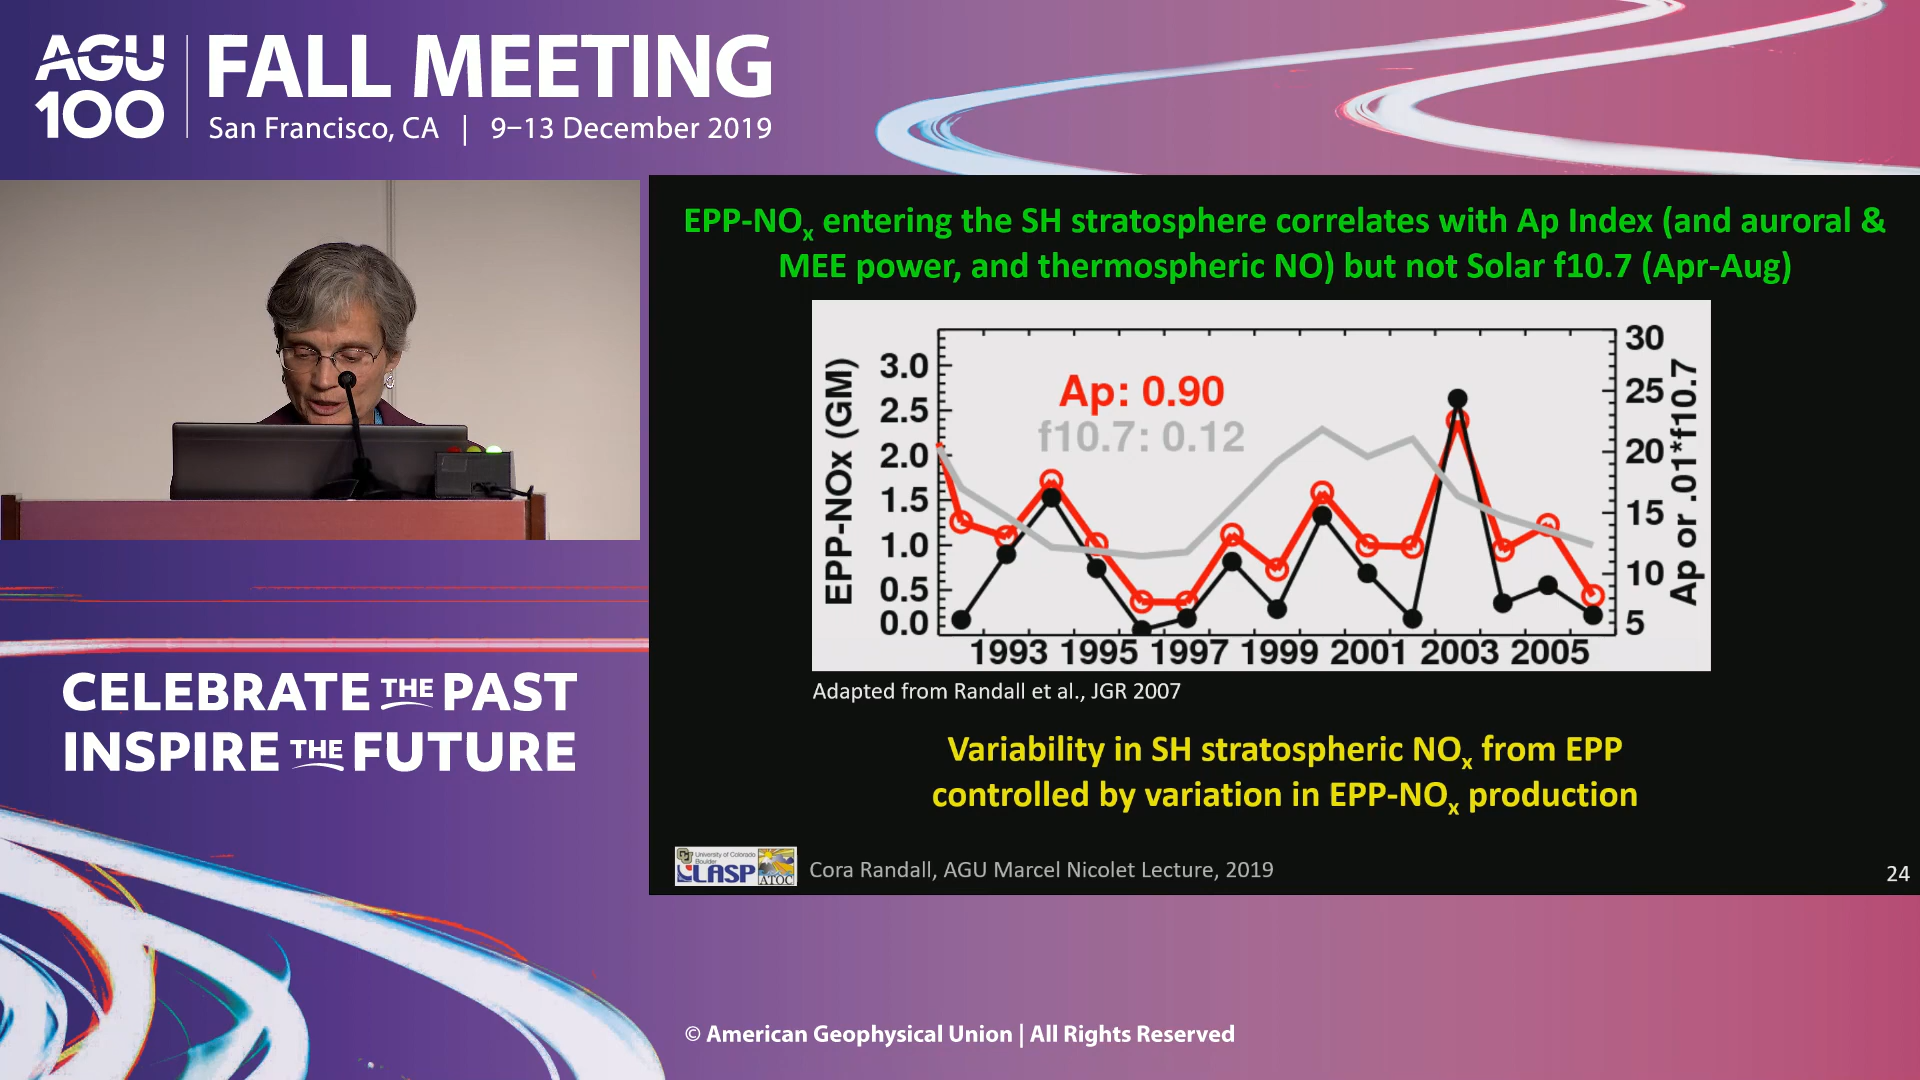 AGU
100
FALL MEETING
San Francisco, CA | 9–13 December 2019
EPP-NOx entering the SH stratosphere correlates with Ap Index (and auroral &
MEE power, and thermospheric NO) but not Solar f10.7 (Apr-Aug)
EPP-NOx (GM)
3.0
2.5
2.0
1.5
1.0
0.5
0.0
Ap: 0.90
f10.7: 0.12
30
25
20
15
10
5
Ap or .01*f10.7
1993 1995 1997 1999 2001 2003 2005
Adapted from Randall et al., JGR 2007
Variability in SH stratospheric NOx from EPP
controlled by variation in EPP-NOx production
University of Colorado
Boulder
LASP
ATOC
Cora Randall, AGU Marcel Nicolet Lecture, 2019
24
CELEBRATE THE PAST
INSPIRE THE FUTURE
© American Geophysical Union | All Rights Reserved